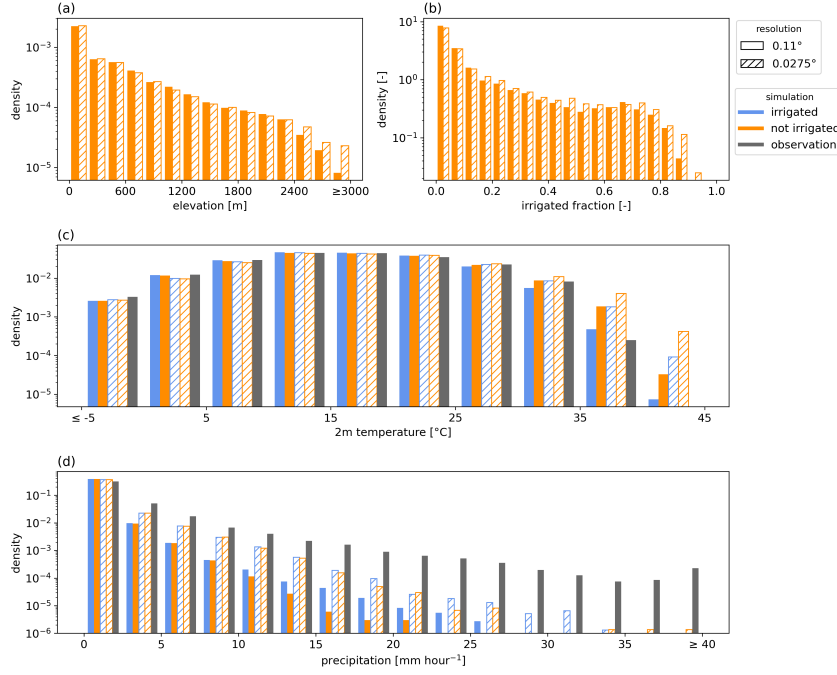 (a)
10⁻³
10⁻⁴
10⁻⁵
density
0
600
1200
1800
2400
≥3000
elevation [m]
(b)
10¹
10⁰
10⁻¹
density [-]
0.0
0.2
0.4
0.6
0.8
1.0
irrigated fraction [-]
resolution
0.11°
0.0275°
simulation
irrigated
not irrigated
observation
(c)
10⁻²
10⁻³
10⁻⁴
10⁻⁵
density
≤ -5
5
15
25
35
45
2m temperature [°C]
(d)
10⁻¹
10⁻²
10⁻³
10⁻⁴
10⁻⁵
10⁻⁶
density
0
5
10
15
20
25
30
35
≥ 40
precipitation [mm hour⁻¹]